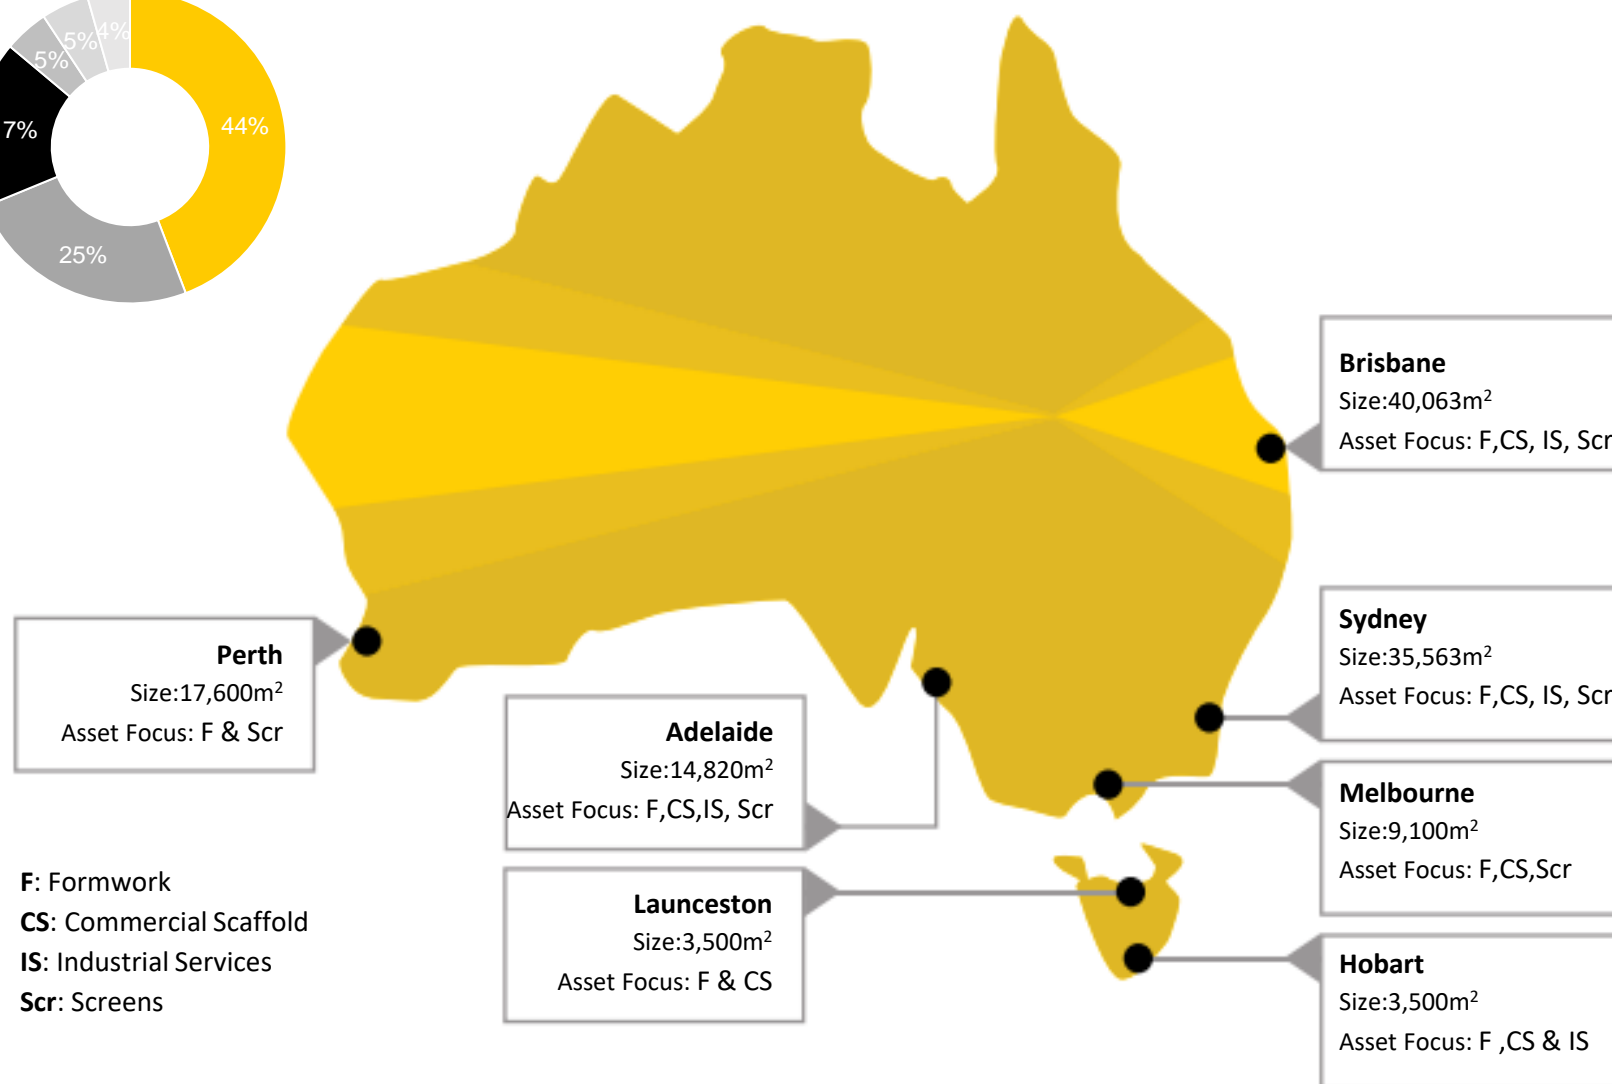 4%
5%
5%
44%
7%
25%
Brisbane
Size:40,063m²
Asset Focus: F,CS, IS, Scr
Sydney
Size:35,563m²
Asset Focus: F,CS, IS, Scr
Perth
Size:17,600m²
Asset Focus: F & Scr
Adelaide
Size:14,820m²
Asset Focus: F,CS,IS, Scr
Melbourne
Size:9,100m²
Asset Focus: F,CS,Scr
Launceston
Size:3,500m²
Asset Focus: F & CS
Hobart
Size:3,500m²
Asset Focus: F ,CS & IS
F: Formwork
CS: Commercial Scaffold
IS: Industrial Services
Scr: Screens